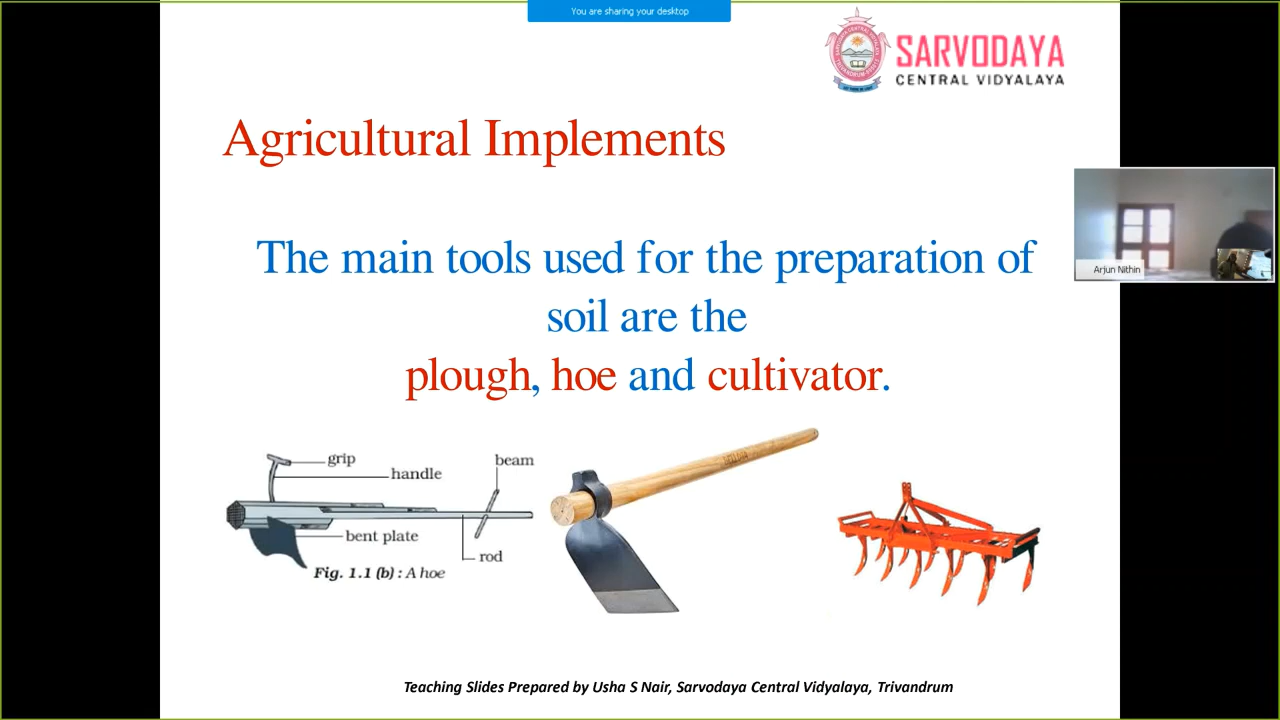 You are sharing your desktop
SARVODAYA
CENTRAL VIDYALAYA
Agricultural Implements
Arjun Nithin
The main tools used for the preparation of
soil are the
plough, hoe and cultivator.
grip
handle
beam
bent plate
rod
Fig. 1.1 (b) : A hoe
Teaching Slides Prepared by Usha S Nair, Sarvodaya Central Vidyalaya, Trivandrum